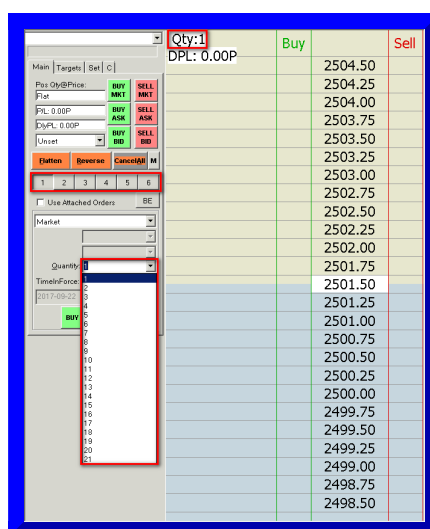 Qty:1
Buy
Sell
DPL: 0.00P
Main Targets Set C
Pos Qty@Price:
Flat
BUY MKT
SELL MKT
P/L: 0.00P
BUY ASK
SELL ASK
DlyPL: 0.00P
Unset
BUY BID
SELL BID
Flatten Reverse CancelAll M
1 2 3 4 5 6
Use Attached Orders BE
Market
Quantity: 1
TimeInForce:
2017-09-22
BUY
1
2
3
4
5
6
7
8
9
10
11
12
13
14
15
16
17
18
19
20
21
2504.50
2504.25
2504.00
2503.75
2503.50
2503.25
2503.00
2502.75
2502.50
2502.25
2502.00
2501.75
2501.50
2501.25
2501.00
2500.75
2500.50
2500.25
2500.00
2499.75
2499.50
2499.25
2499.00
2498.75
2498.50